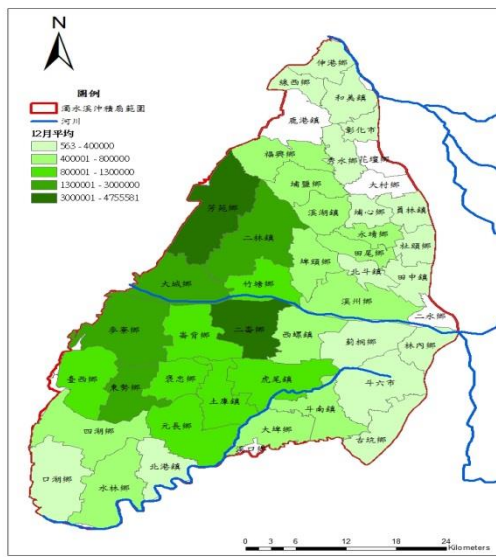 N
圖例
濁水溪沖積扇範圍
河川
12月平均
563 - 400000
400001 - 800000
800001 - 1300000
1300001 - 3000000
3000001 - 4755581
伸港鄉
線西鄉
和美鎮
鹿港鎮
彰化市
福興鄉
秀水鄉
花壇鄉
大村鄉
芳苑鄉
埔鹽鄉
溪湖鎮
埔心鄉
員林鎮
二林鎮
永靖鄉
社頭鄉
埤頭鄉
田尾鄉
北斗鎮
田中鎮
大城鄉
竹塘鄉
溪州鄉
二水鄉
麥寮鄉
崙背鄉
二崙鄉
西螺鎮
莿桐鄉
林內鄉
臺西鄉
東勢鄉
褒忠鄉
土庫鎮
虎尾鎮
斗六市
四湖鄉
元長鄉
大埤鄉
斗南鎮
古坑鄉
溪口鄉
口湖鄉
水林鄉
北港鎮
0 3 6 12 18 24
Kilometers